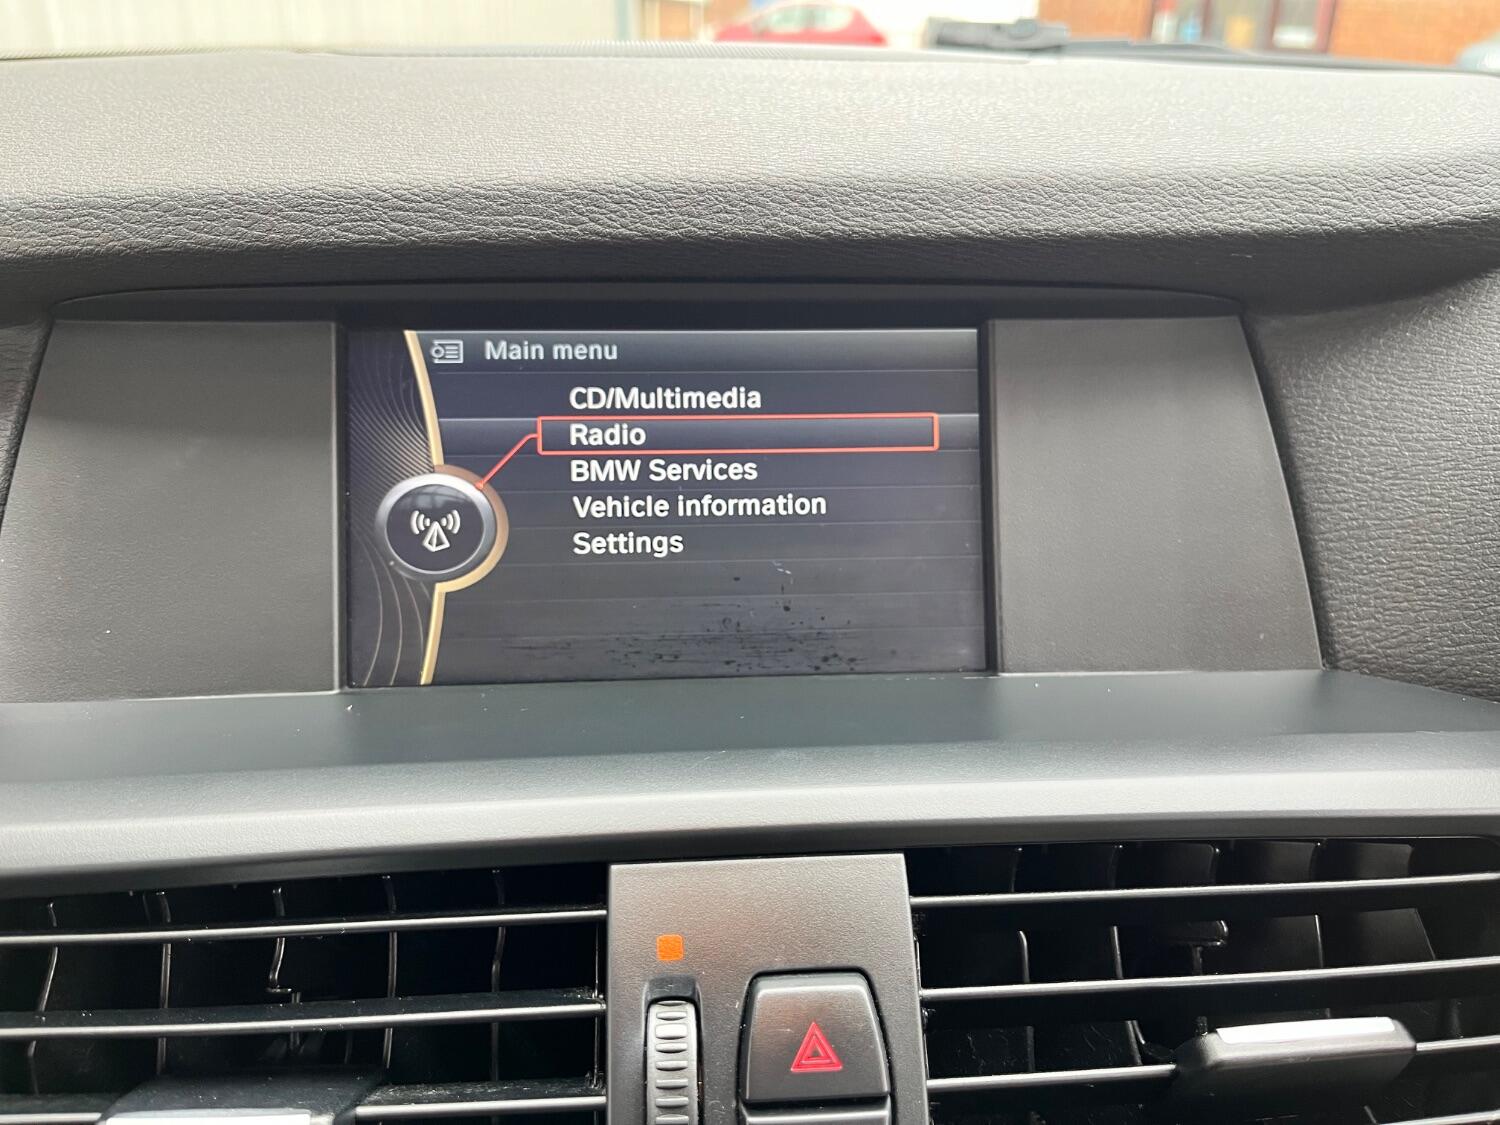 Main menu
CD/Multimedia
Radio
BMW Services
Vehicle information
Settings